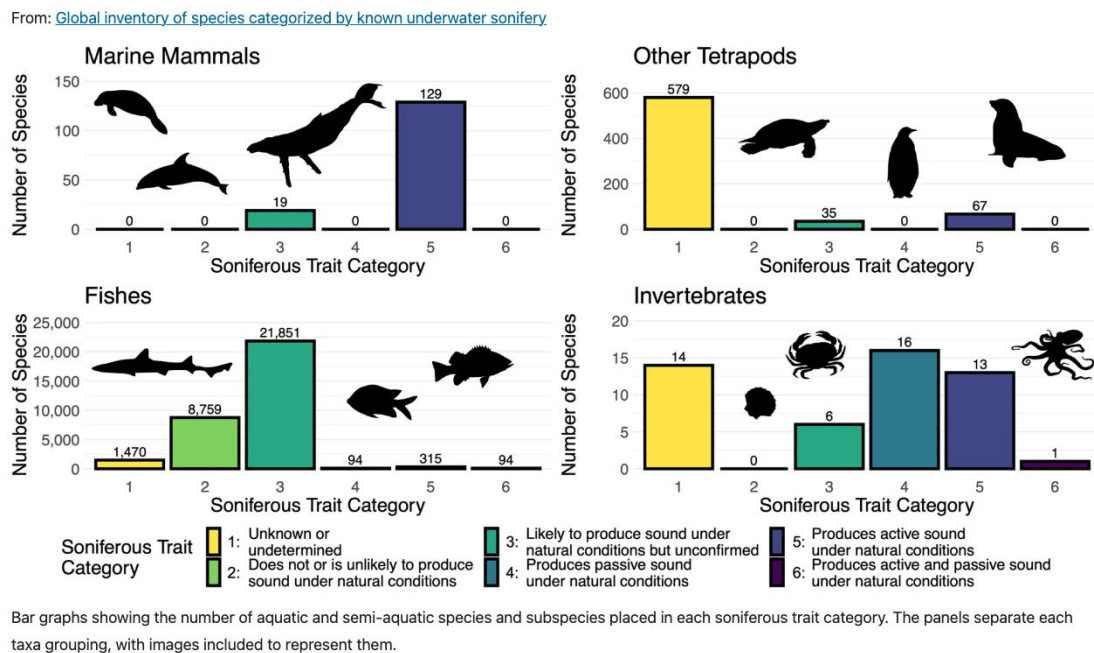 From: Global inventory of species categorized by known underwater sonifery
Marine Mammals
Number of Species
150
100
50
0
0
0
19
0
129
0
1 2 3 4 5 6
Soniferous Trait Category
Other Tetrapods
Number of Species
600
400
200
0
579
0
35
0
67
0
1 2 3 4 5 6
Soniferous Trait Category
Fishes
Number of Species
25,000
20,000
15,000
10,000
5,000
0
1,470
8,759
21,851
94
315
94
1 2 3 4 5 6
Soniferous Trait Category
Invertebrates
Number of Species
20
15
10
5
0
14
0
6
16
13
1
1 2 3 4 5 6
Soniferous Trait Category
Soniferous Trait
Category
1: Unknown or
undetermined
2: Does not or is unlikely to produce
sound under natural conditions
3: Likely to produce sound under
natural conditions but unconfirmed
4: Produces passive sound
under natural conditions
5: Produces active sound
under natural conditions
6: Produces active and passive sound
under natural conditions
Bar graphs showing the number of aquatic and semi-aquatic species and subspecies placed in each soniferous trait category. The panels separate each
taxa grouping, with images included to represent them.